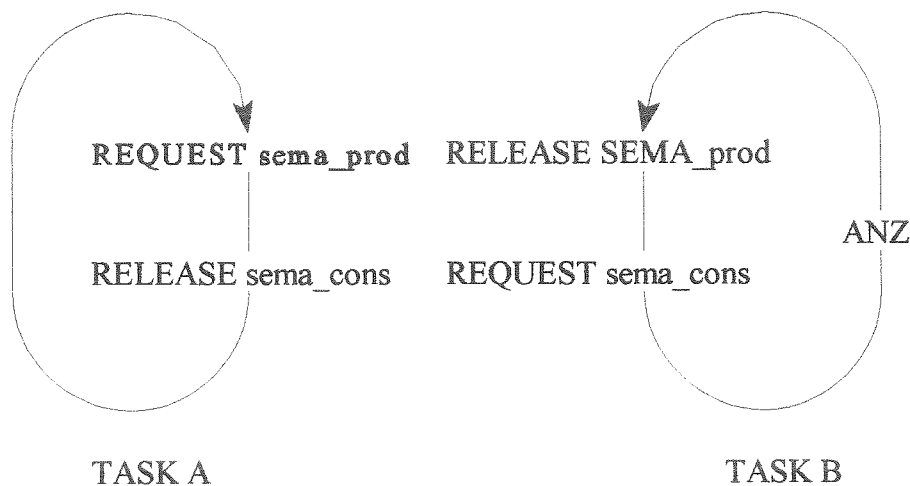 REQUEST sema_prod
RELEASE SEMA_prod
ANZ
RELEASE sema_cons
REQUEST sema_cons
TASK A
TASK B